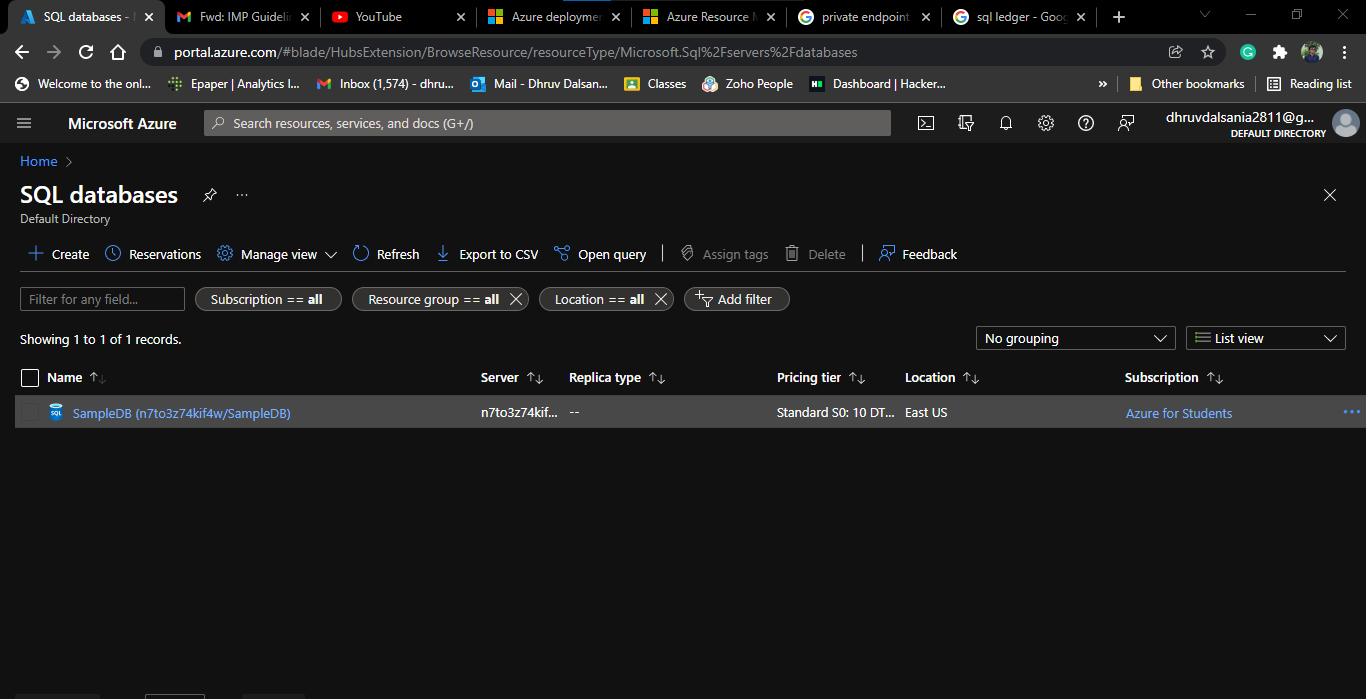 SQL databases -
Fwd: IMP Guideli
YouTube
Azure deploymen
Azure Resource
private endpoint
sql ledger - Goo
portal.azure.com/#blade/HubsExtension/BrowseResource/resourceType/Microsoft.Sql%2Fservers%2Fdatabases
Welcome to the onl...
Epaper | Analytics I...
Inbox (1,574) - dhru...
Mail - Dhruv Dalsan...
Classes
Zoho People
Dashboard | Hacker...
»
Other bookmarks
Reading list
Microsoft Azure
Search resources, services, and docs (G+/)
dhruvdalsania2811@g...
DEFAULT DIRECTORY
Home
SQL databases
...
Default Directory
Create
Reservations
Manage view
Refresh
Export to CSV
Open query
Assign tags
Delete
Feedback
Filter for any field...
Subscription == all
Resource group == all
Location == all
Add filter
Showing 1 to 1 of 1 records.
No grouping
List view
Name
Server
Replica type
Pricing tier
Location
Subscription
SQL
SampleDB (n7to3z74kif4w/SampleDB)
n7to3z74kif...
--
Standard S0: 10 DT...
East US
Azure for Students
...